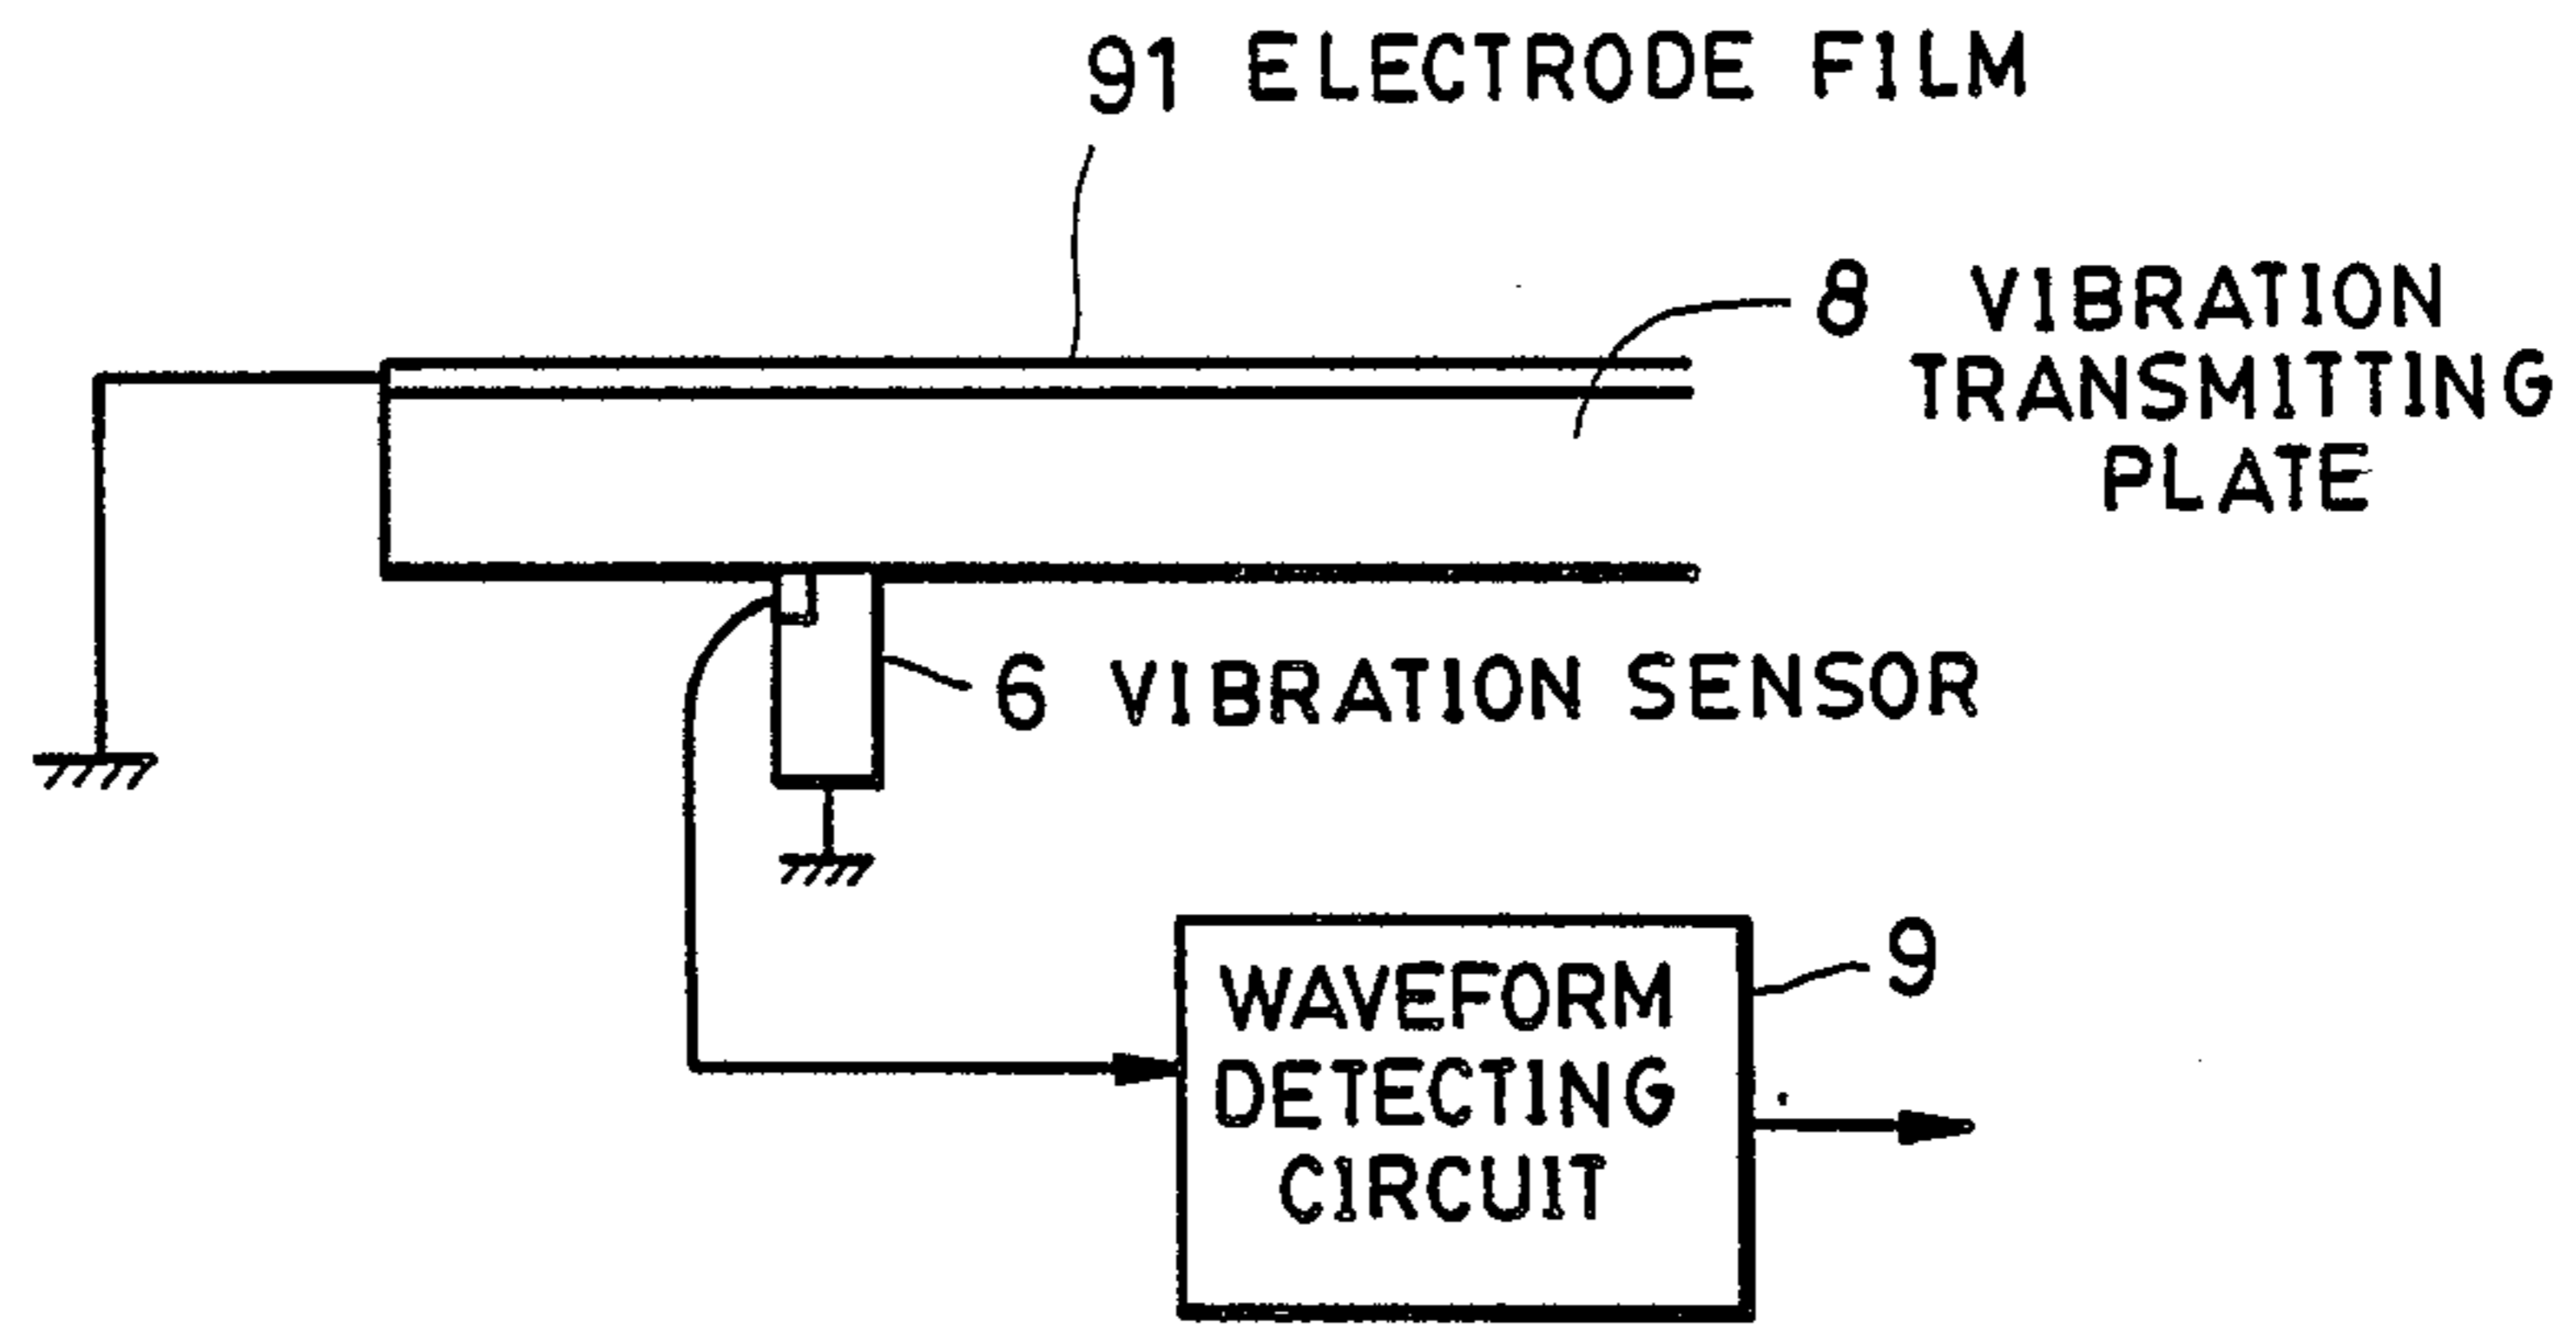 91 ELECTRODE FILM
8 VIBRATION
TRANSMITTING
PLATE
6 VIBRATION SENSOR
9
WAVEFORM
DETECTING
CIRCUIT